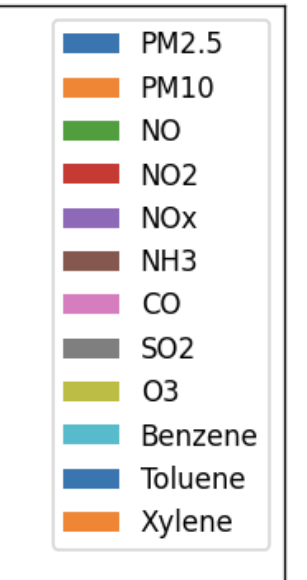 PM2.5
PM10
NO
NO2
NOx
NH3
CO
SO2
O3
Benzene
Toluene
Xylene